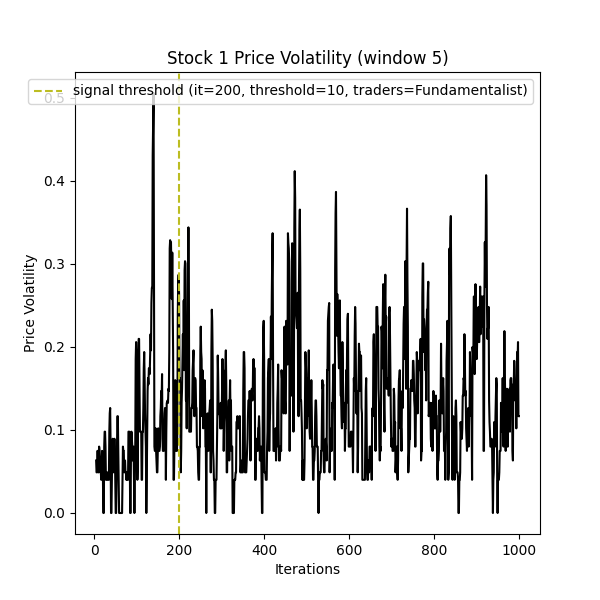 Stock 1 Price Volatility (window 5)
signal threshold (it=200, threshold=10, traders=Fundamentalist)
0.5
0.4
0.3
0.2
0.1
0.0
Price Volatility
0 200 400 600 800 1000
Iterations